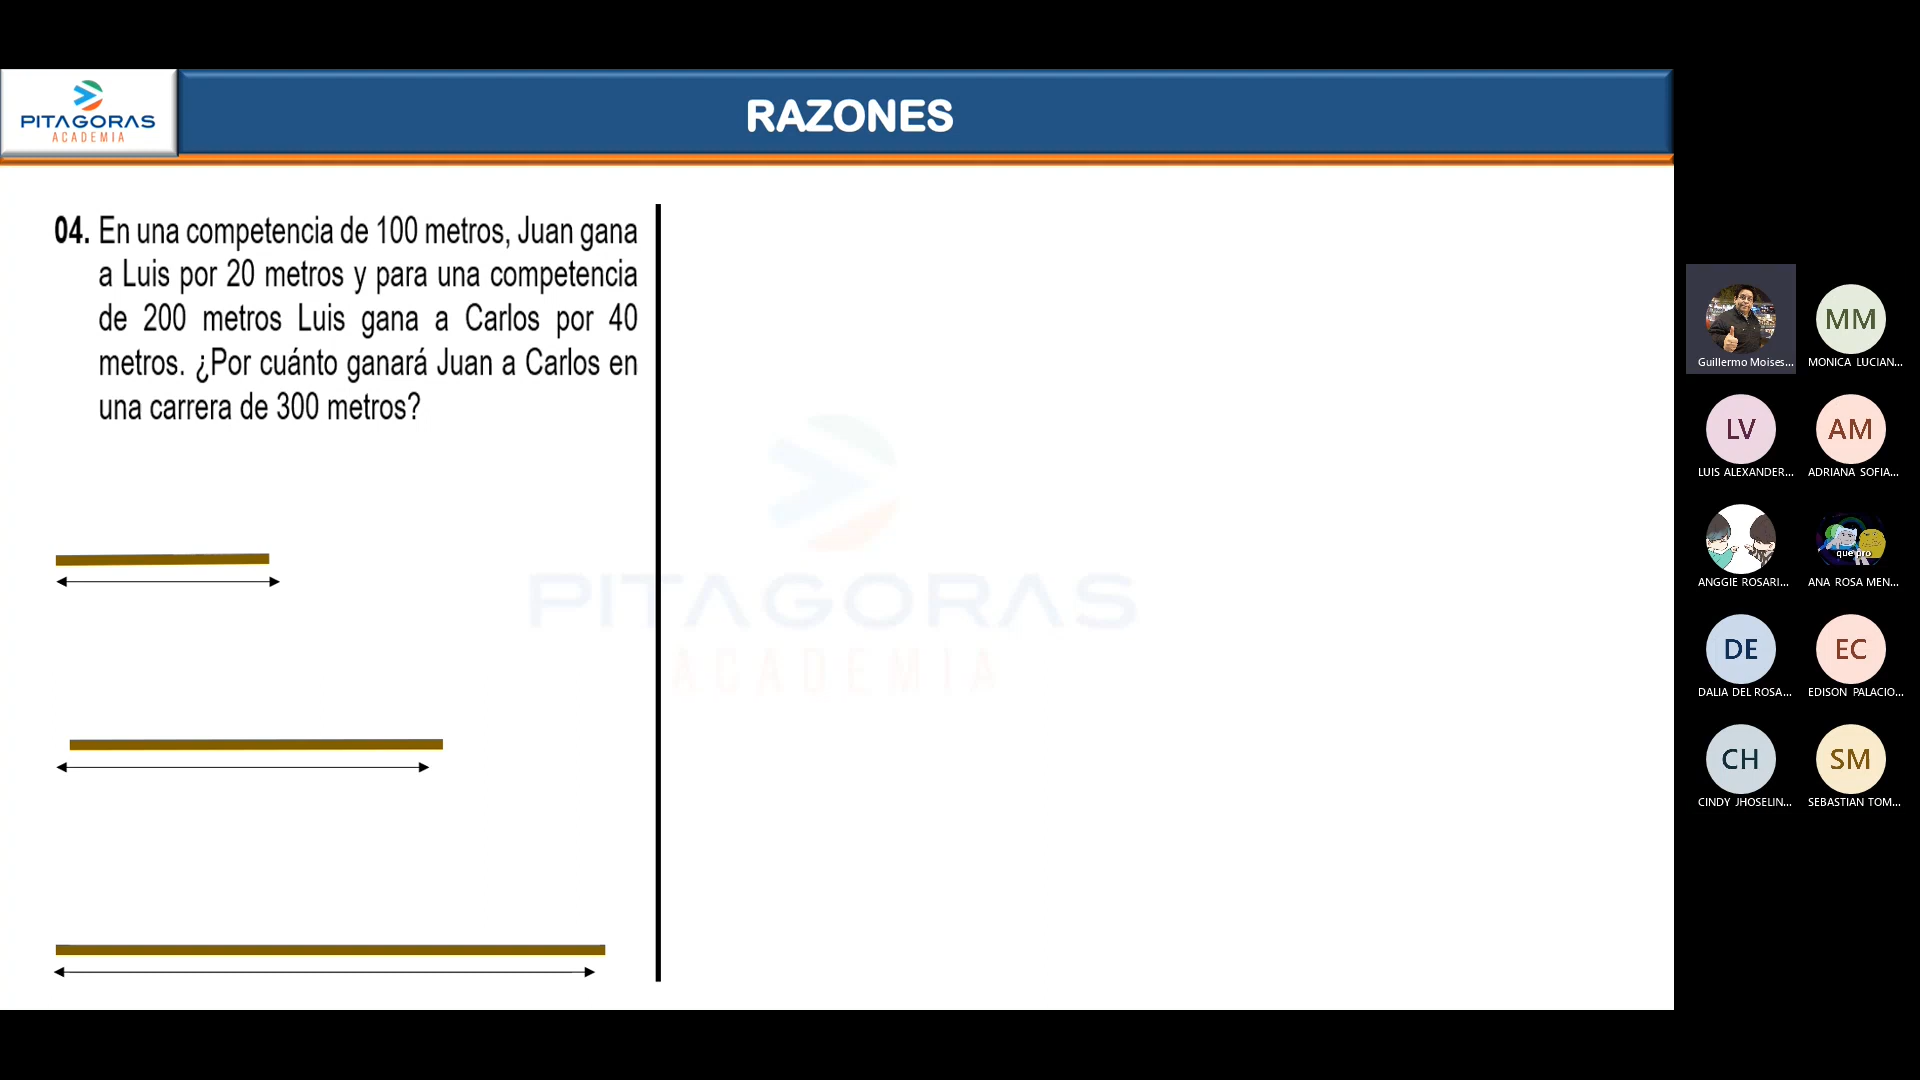 PITAGORAS
ACADEMIA
RAZONES
04. En una competencia de 100 metros, Juan gana
a Luis por 20 metros y para una competencia
de 200 metros Luis gana a Carlos por 40
metros. ¿Por cuánto ganará Juan a Carlos en
una carrera de 300 metros?
PITAGORAS
ACADEMIA
Guillermo Moises...
MM
MONICA LUCIAN...
LV
LUIS ALEXANDER...
AM
ADRIANA SOFIA...
ANGGIE ROSARI...
que pro
ANA ROSA MEN...
DE
DALIA DEL ROSA...
EC
EDISON PALACIO...
CH
CINDY JHOSELIN...
SM
SEBASTIAN TOM...